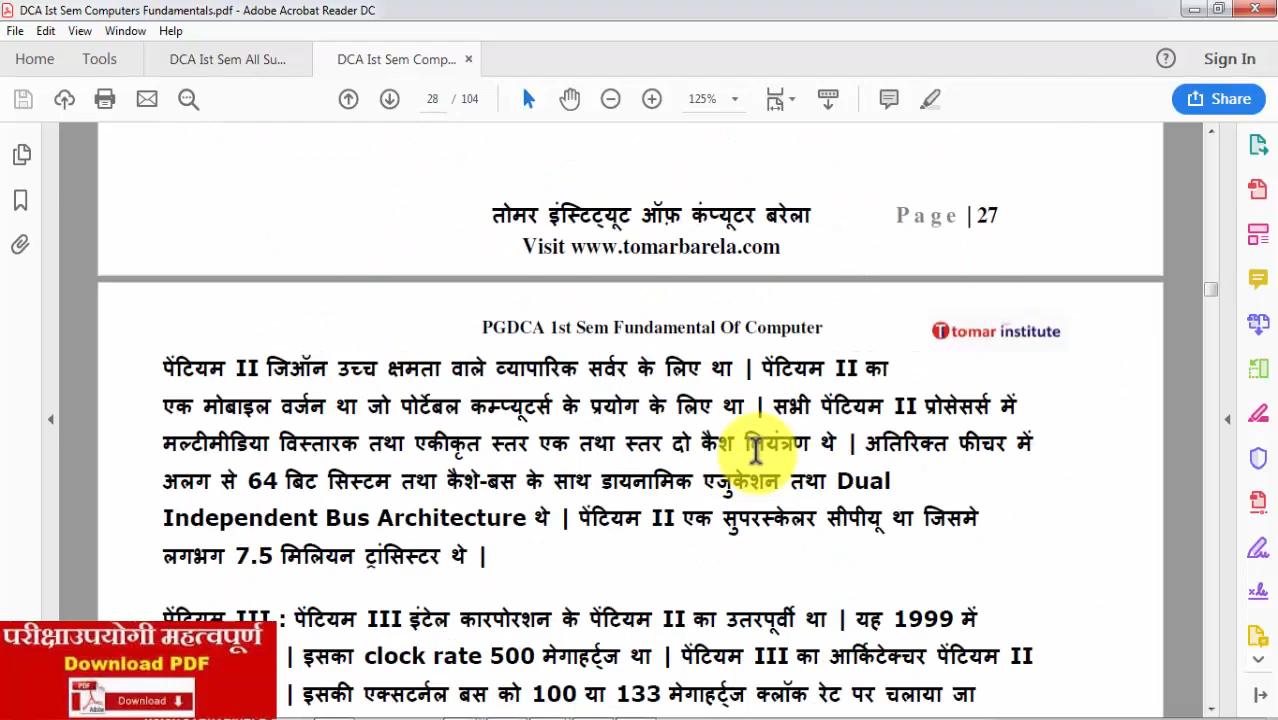 DCA Ist Sem Computers Fundamentals.pdf - Adobe Acrobat Reader DC
File Edit View Window Help
Home Tools DCA Ist Sem All Su... DCA Ist Sem Comp... × Sign In
28 / 104 125% Share
तोमर इंस्टिट्यूट ऑफ़ कंप्यूटर बरेला Page | 27
Visit www.tomarbarela.com
PGDCA 1st Sem Fundamental Of Computer tomar institute
पेंटियम II जिऑन उच्च क्षमता वाले व्यापारिक सर्वर के लिए था | पेंटियम II का
एक मोबाइल वर्जन था जो पोर्टेबल कम्प्यूटर्स के प्रयोग के लिए था | सभी पेंटियम II प्रोसेसर्स में
मल्टीमीडिया विस्तारक तथा एकीकृत स्तर एक तथा स्तर दो कैश नियंत्रण थे | अतिरिक्त फीचर में
अलग से 64 बिट सिस्टम तथा कैशे-बस के साथ डायनामिक एजुकेशन तथा Dual
Independent Bus Architecture थे | पेंटियम II एक सुपरस्केलर सीपीयू था जिसमे
लगभग 7.5 मिलियन ट्रांसिस्टर थे |
पेंटियम III : पेंटियम III इंटेल कारपोरशन के पेंटियम II का उतरपूर्वी था | यह 1999 में
| इसका clock rate 500 मेगाहर्ट्ज था | पेंटियम III का आर्किटेक्चर पेंटियम II
| इसकी एक्सटर्नल बस को 100 या 133 मेगाहर्ट्ज क्लॉक रेट पर चलाया जा
परीक्षाउपयोगी महत्वपूर्ण
Download PDF
PDF Adobe Download